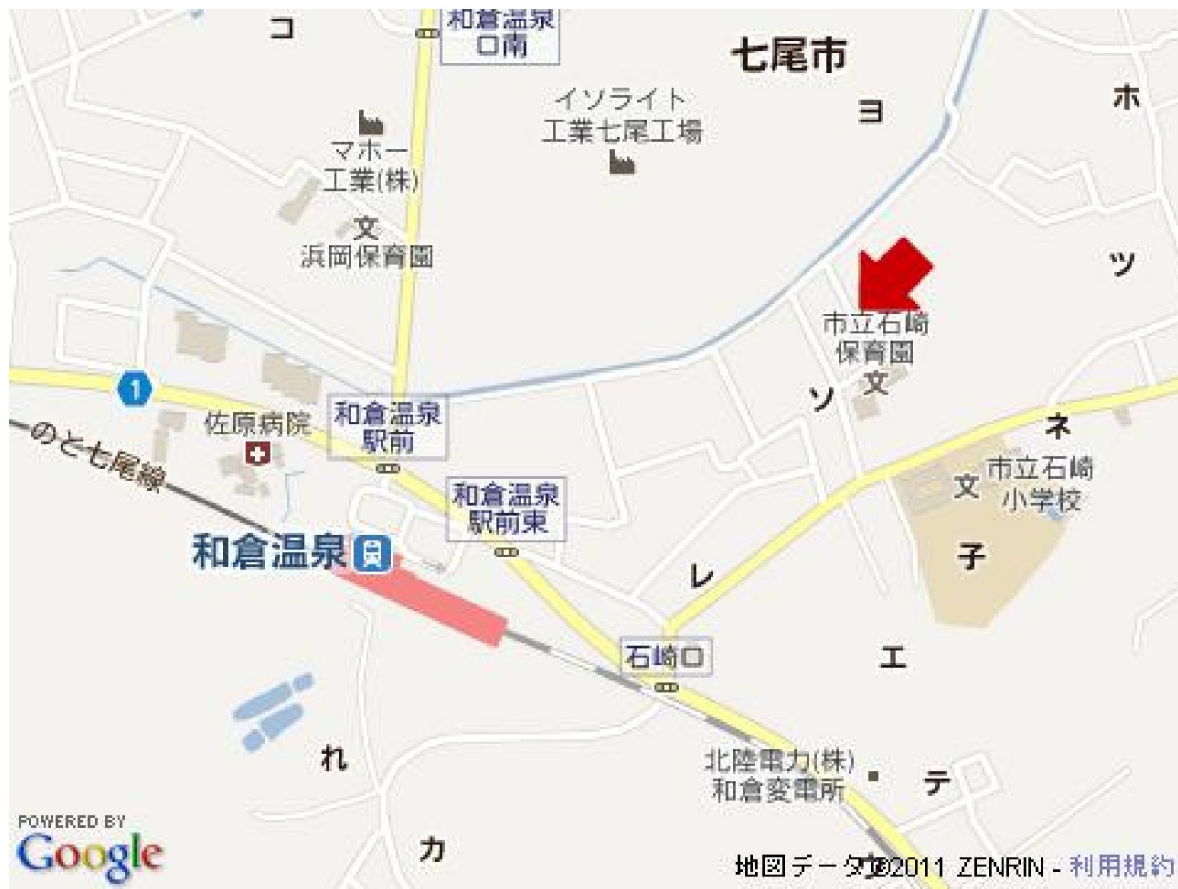 コ
和倉温泉
口南
七尾市
ホ
ヨ
イソライト
工業七尾工場
マホー
工業(株)
文
浜岡保育園
ツ
市立石崎
保育園
文
1
ソ
和倉温泉
駅前
佐原病院
ネ
のと七尾線
市立石崎
小学校
文
和倉温泉
駅前東
和倉温泉
子
レ
石崎口
エ
れ
北陸電力(株)
和倉変電所
テ
カ
POWERED BY
Google
地図データ ©2011 ZENRIN - 利用規約